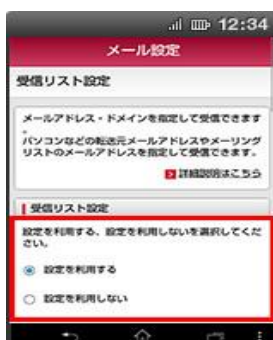 12:34
メール設定
受信リスト設定
メールアドレス・ドメインを指定して受信できます
.
パソコンなどの転送元メールアドレスやメーリング
リストのメールアドレスを指定して受信できます。
詳細説明はこちら
受信リスト設定
設定を利用する、設定を利用しないを選択してくだ
さい。
設定を利用する
設定を利用しない